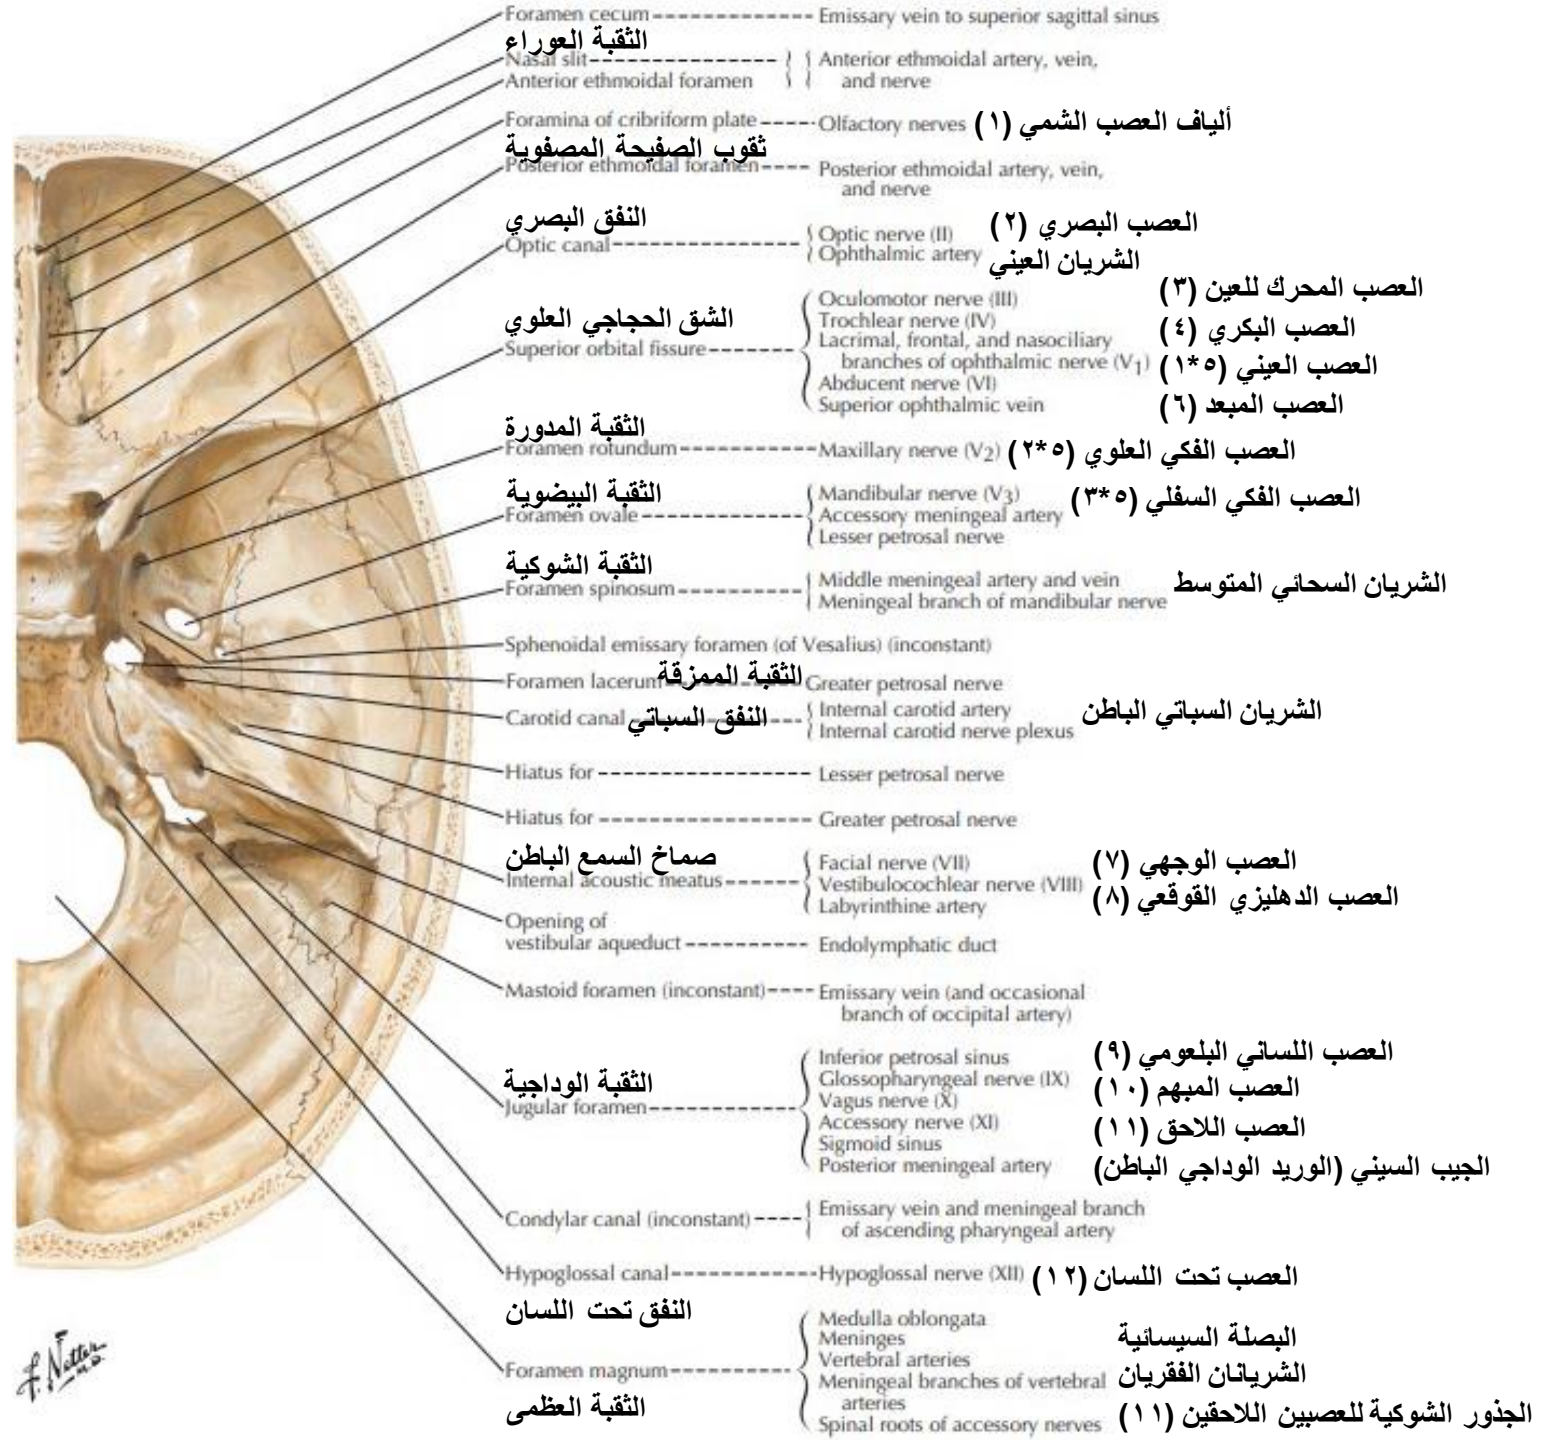 Foramen cecum Emissary vein to superior sagittal sinus
الثقبة العوراء
Nasal slit Anterior ethmoidal artery, vein,
Anterior ethmoidal foramen and nerve
Foramina of cribriform plate Olfactory nerves ألياف العصب الشمي (١)
ثقوب الصفيحة المصفوية
Posterior ethmoidal foramen Posterior ethmoidal artery, vein,
and nerve
النفق البصري Optic nerve (II) العصب البصري (٢)
Optic canal Ophthalmic artery الشريان العيني
Oculomotor nerve (III) العصب المحرك للعين (٣)
الشق الحجاجي العلوي Trochlear nerve (IV) العصب البكري (٤)
Superior orbital fissure Lacrimal, frontal, and nasociliary
branches of ophthalmic nerve (V1) العصب العيني (٥*١)
Abducent nerve (VI) العصب المبعد (٦)
Superior ophthalmic vein
الثقبة المدورة
Foramen rotundum Maxillary nerve (V2) العصب الفكي العلوي (٥*٢)
الثقبة البيضوية Mandibular nerve (V3) العصب الفكي السفلي (٥*٣)
Foramen ovale Accessory meningeal artery
Lesser petrosal nerve
الثقبة الشوكية Middle meningeal artery and vein الشريان السحائي المتوسط
Foramen spinosum Meningeal branch of mandibular nerve
Sphenoidal emissary foramen (of Vesalius) (inconstant)
Foramen lacerum الثقبة الممزقة Greater petrosal nerve
Carotid canal النفق السباتي Internal carotid artery الشريان السباتي الباطن
Internal carotid nerve plexus
Hiatus for Lesser petrosal nerve
Hiatus for Greater petrosal nerve
صماخ السمع الباطن Facial nerve (VII) العصب الوجهي (٧)
Internal acoustic meatus Vestibulocochlear nerve (VIII) العصب الدهليزي القوقعي (٨)
Labyrinthine artery
Opening of
vestibular aqueduct Endolymphatic duct
Mastoid foramen (inconstant) Emissary vein (and occasional
branch of occipital artery)
Inferior petrosal sinus العصب اللساني البلعومي (٩)
الثقبة الوداجية Glossopharyngeal nerve (IX) العصب المبهم (١٠)
Jugular foramen Vagus nerve (X)
Accessory nerve (XI) العصب اللاحق (١١)
Sigmoid sinus
Posterior meningeal artery الجيب السيني (الوريد الوداجي الباطن)
Condylar canal (inconstant) Emissary vein and meningeal branch
of ascending pharyngeal artery
Hypoglossal canal Hypoglossal nerve (XII) العصب تحت اللسان (١٢)
النفق تحت اللسان Medulla oblongata
Meninges البصلة السيسائية
Foramen magnum Vertebral arteries الشريانان الفقريان
Meningeal branches of vertebral
الثقبة العظمى arteries
Spinal roots of accessory nerves الجذور الشوكية للعصبين اللاحقين (١١)
F. Netter M.D.